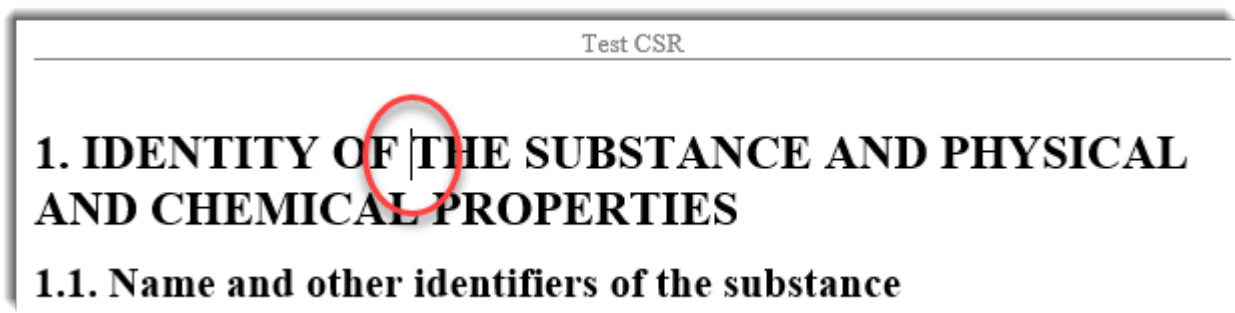 Test CSR
1. IDENTITY OF THE SUBSTANCE AND PHYSICAL
AND CHEMICAL PROPERTIES
1.1. Name and other identifiers of the substance